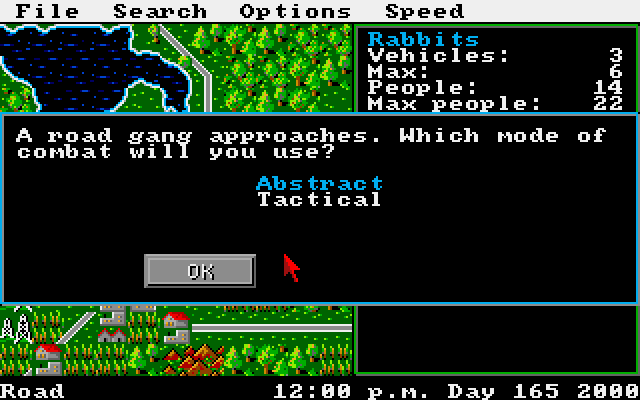 File Search Options Speed
Rabbits
Vehicles: 3
Max: 6
People: 14
Max people: 22
A road gang approaches. Which mode of
combat will you use?
Abstract
Tactical
OK
Road 12:00 p.m. Day 165 2000